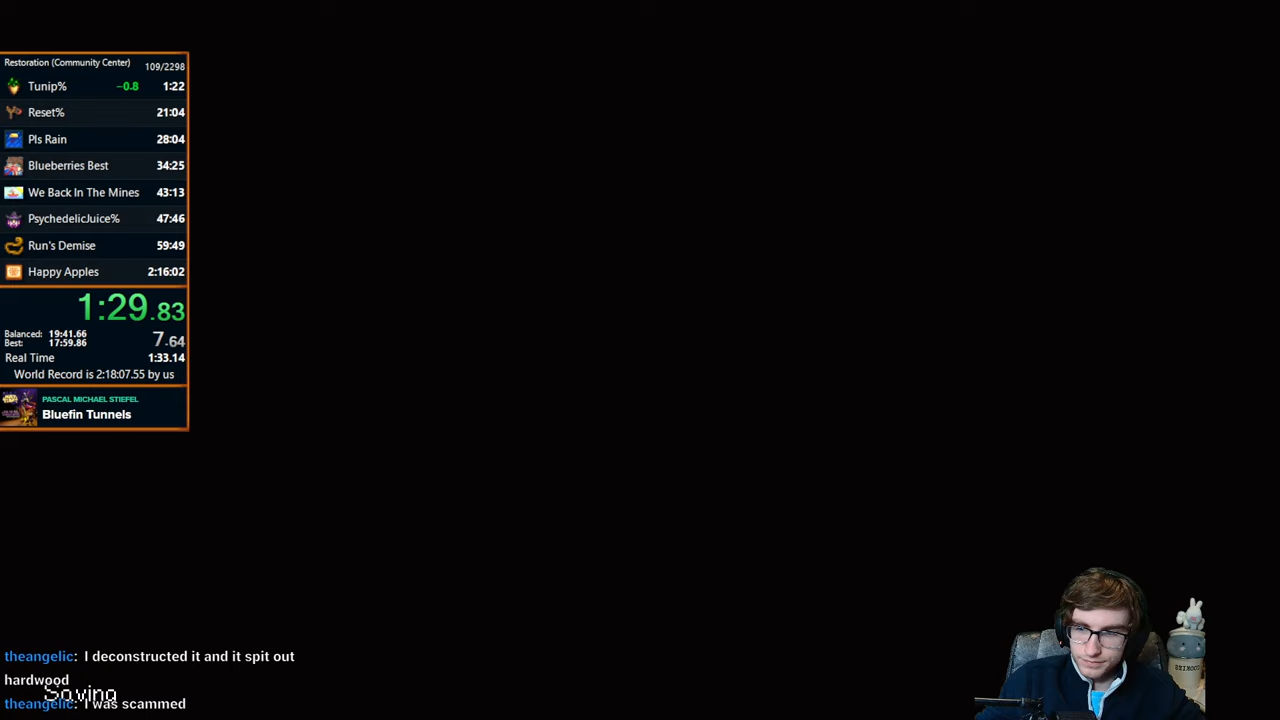 Restoration (Community Center) 109/2298
Tunip% −0.8 1:22
Reset% 21:04
Pls Rain 28:04
Blueberries Best 34:25
We Back In The Mines 43:13
PsychedelicJuice% 47:46
Run's Demise 59:49
Happy Apples 2:16:02
1:29.83
Balanced: 19:41.66 7.64
Best: 17:59.86
Real Time 1:33.14
World Record is 2:18:07.55 by us
PASCAL MICHAEL STIEFEL
Bluefin Tunnels
theangelic: I deconstructed it and it spit out
hardwood
Saving
theangelic: I was scammed